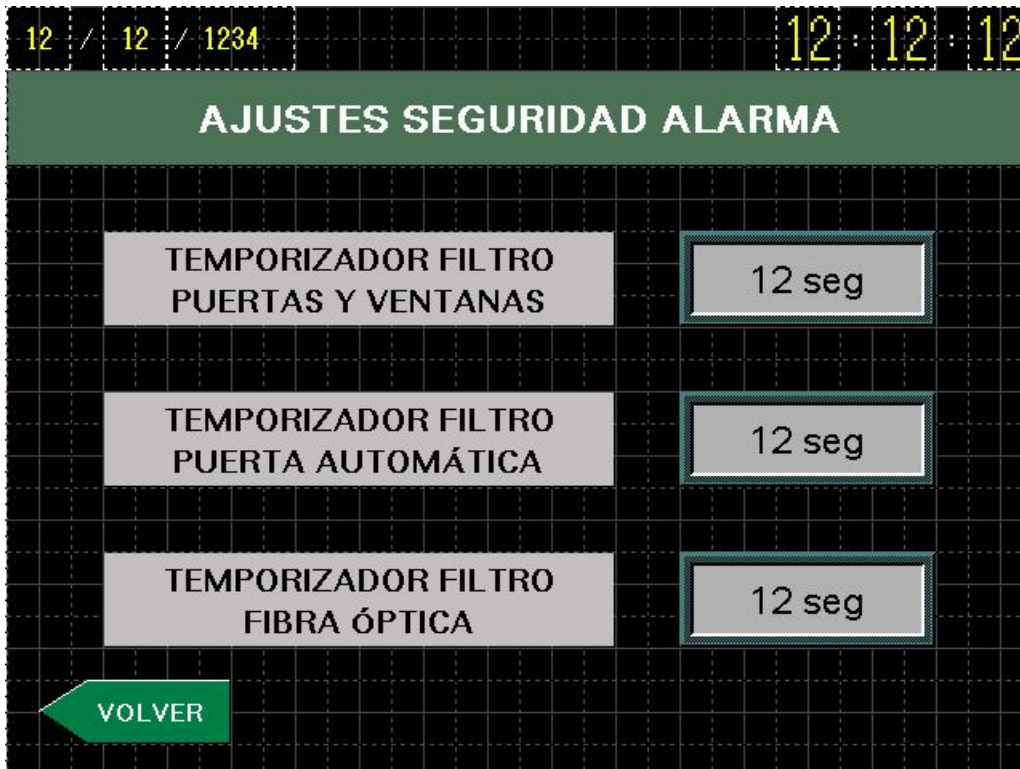 12 / 12 / 1234 12 : 12 : 12
AJUSTES SEGURIDAD ALARMA
TEMPORIZADOR FILTRO
PUERTAS Y VENTANAS
12 seg
TEMPORIZADOR FILTRO
PUERTA AUTOMÁTICA
12 seg
TEMPORIZADOR FILTRO
FIBRA ÓPTICA
12 seg
VOLVER